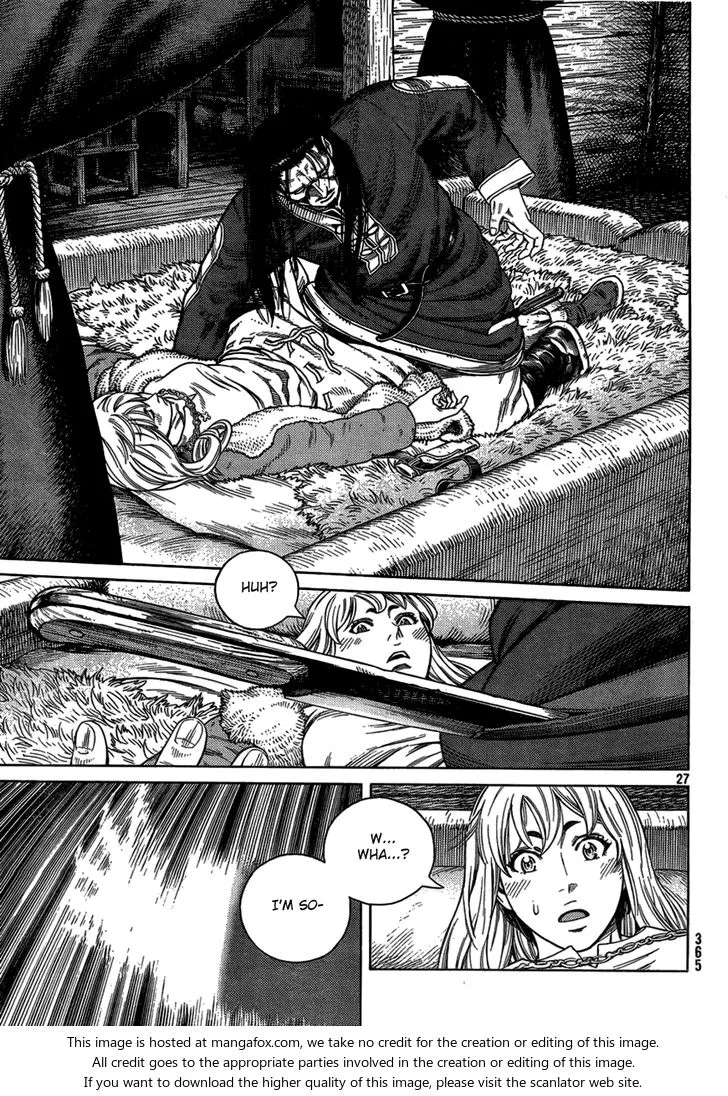 HUH?
27
W...
WHA...?
I'M SO-
365
This image is hosted at mangafox.com, we take no credit for the creation or editing of this image.
All credit goes to the appropriate parties involved in the creation or editing of this image.
If you want to download the higher quality of this image, please visit the scanlator web site.